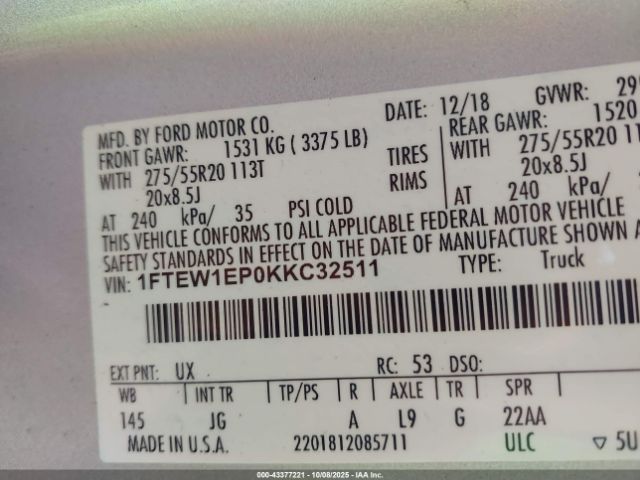 MFD. BY FORD MOTOR CO. DATE: 12/18 GVWR:
FRONT GAWR: 1531 KG ( 3375 LB) REAR GAWR: 1520
WITH 275/55R20 113T TIRES WITH 275/55R20
20x8.5J RIMS 20x8.5J
AT 240 kPa/ 35 PSI COLD AT 240 kPa/
THIS VEHICLE CONFORMS TO ALL APPLICABLE FEDERAL MOTOR VEHICLE
SAFETY STANDARDS IN EFFECT ON THE DATE OF MANUFACTURE SHOWN
VIN: 1FTEW1EP0KKC32511 TYPE: Truck
EXT PNT: UX RC: 53 DSO:
WB INT TR TP/PS R AXLE TR SPR
145 JG A L9 G 22AA
MADE IN U.S.A. 2201812085711 ULC ▽ 5U
000-43377221 - 10/08/2025 - IAA Holdings, LLC.